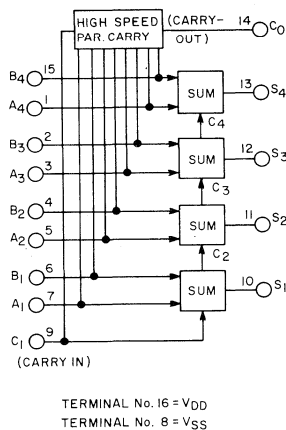 HIGH SPEED
PAR. CARRY
(CARRY-
OUT)
14
C0
B4 15
A4 1
SUM
13 S4
C4
B3 2
A3 3
SUM
12 S3
C3
B2 4
A2 5
SUM
11 S2
C2
B1 6
A1 7
SUM
10 S1
C1 9
(CARRY IN)
TERMINAL No. 16 = VDD
TERMINAL No. 8 = VSS